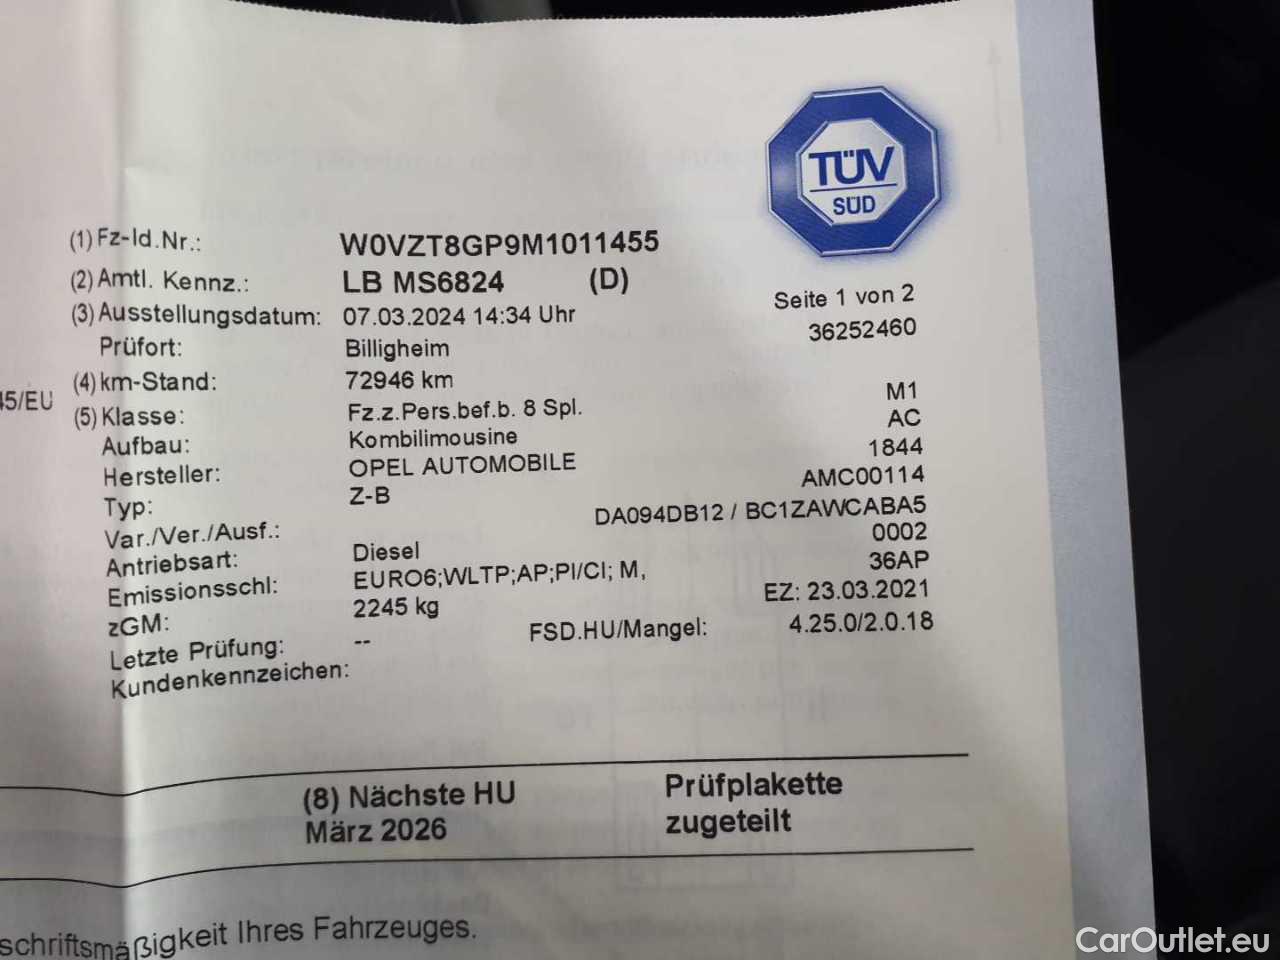 TÜV
SÜD
(1) Fz-Id.Nr.: W0VZT8GP9M1011455
(2) Amtl. Kennz.: LB MS6824 (D)
(3) Ausstellungsdatum: 07.03.2024 14:34 Uhr Seite 1 von 2
Prüfort: Billigheim 36252460
(4) km-Stand: 72946 km
45/EU
(5) Klasse: Fz.z.Pers.bef.b. 8 Spl. M1
Aufbau: Kombilimousine AC
Hersteller: OPEL AUTOMOBILE 1844
Typ: Z-B AMC00114
Var./Ver./Ausf.: DA094DB12 / BC1ZAWCABA5
Antriebsart: Diesel 0002
Emissionsschl: EURO6;WLTP;AP;PI/CI; M, 36AP
zGM: 2245 kg EZ: 23.03.2021
Letzte Prüfung: -- FSD.HU/Mangel: 4.25.0/2.0.18
Kundenkennzeichen:
(8) Nächste HU Prüfplakette
März 2026 zugeteilt
schriftsmäßigkeit Ihres Fahrzeuges.
CarOutlet.eu